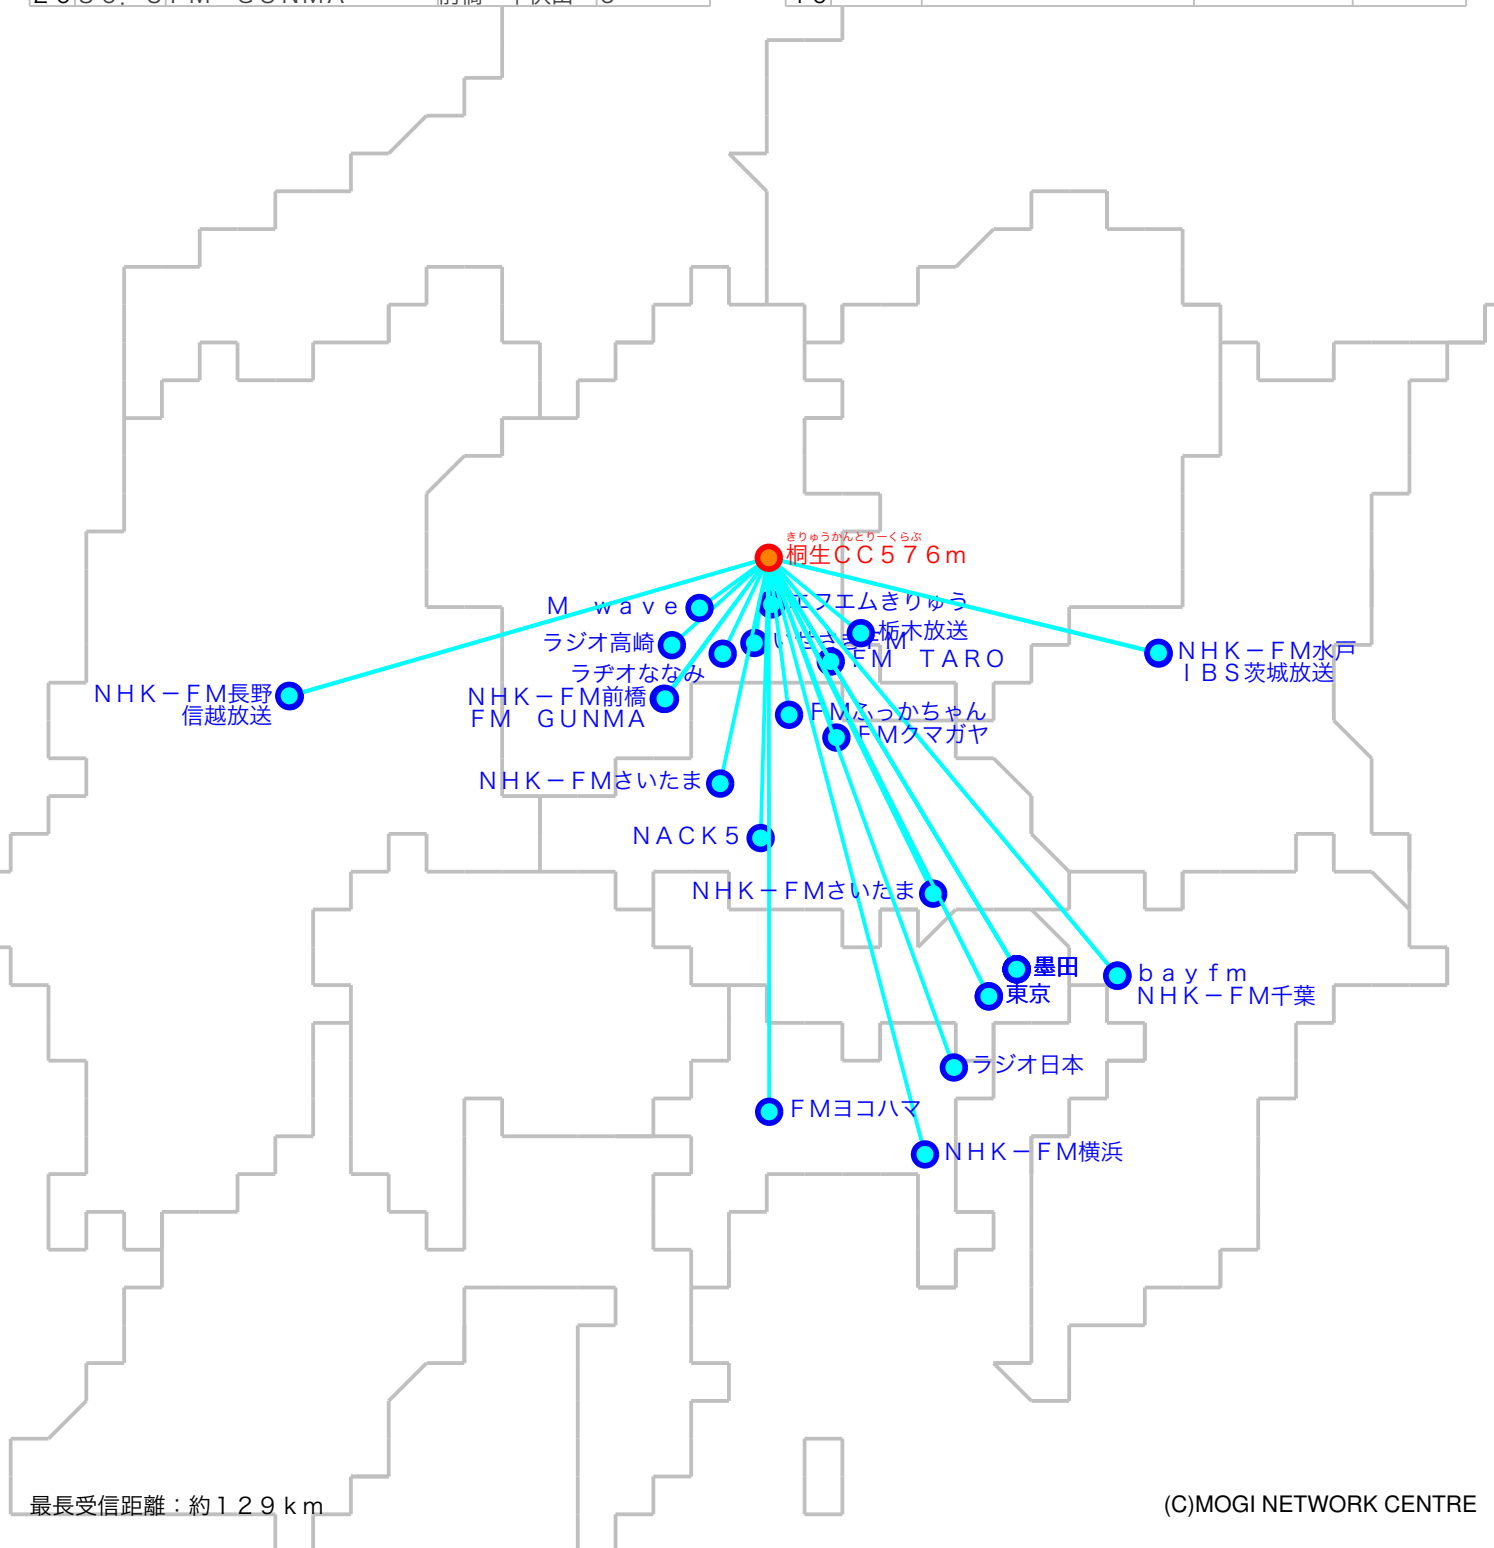 きりゅうかんとりーくらぶ
桐生ＣＣ５７６ｍ
Ｍ　ｗａｖｅ
エフエムきりゅう
ラジオ高崎
いせさきＦＭ
栃木放送
ラヂオななみ
ＦＭ　ＴＡＲＯ
ＮＨＫ－ＦＭ水戸
ＩＢＳ茨城放送
ＮＨＫ－ＦＭ長野
信越放送
ＮＨＫ－ＦＭ前橋
ＦＭ　ＧＵＮＭＡ
ＦＭふっかちゃん
ＦＭクマガヤ
ＮＨＫ－ＦＭさいたま
ＮＡＣＫ５
ＮＨＫ－ＦＭさいたま
墨田
東京
ｂａｙｆｍ
ＮＨＫ－ＦＭ千葉
ラジオ日本
ＦＭヨコハマ
ＮＨＫ－ＦＭ横浜
最長受信距離：約１２９ｋｍ
(C)MOGI NETWORK CENTRE